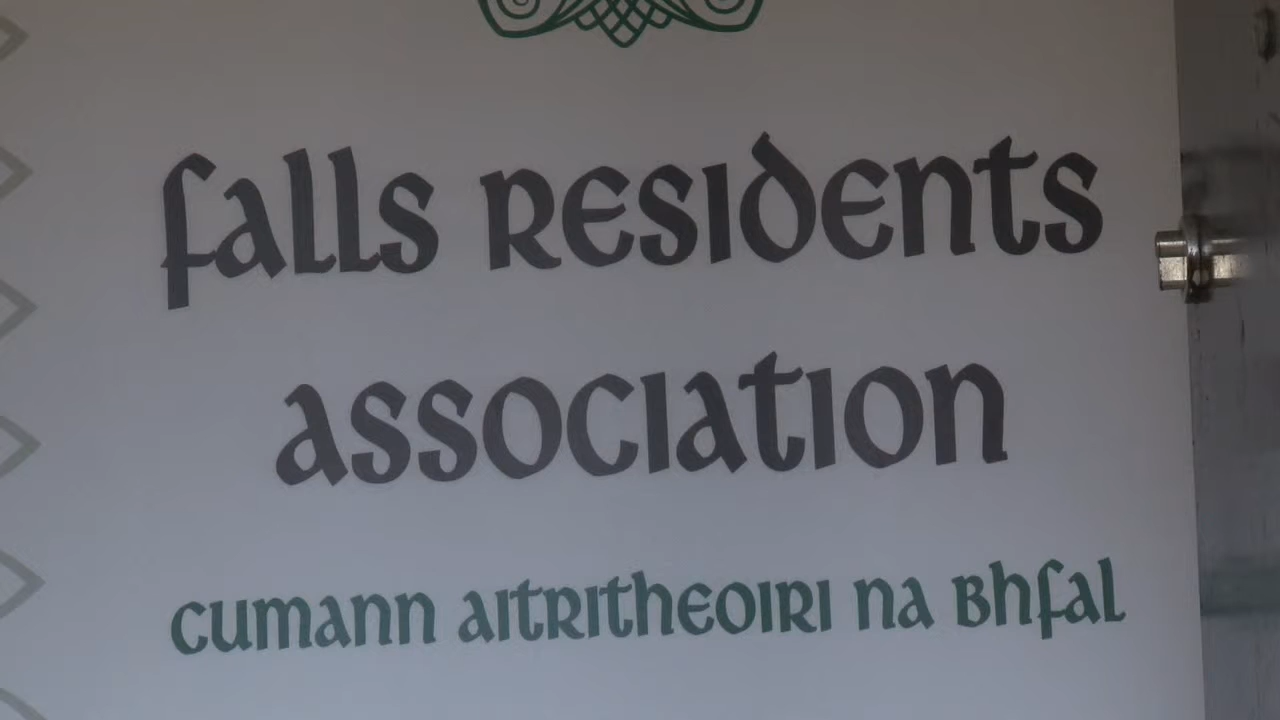 falls residents
association
cumann aitritheoiri na bhfal